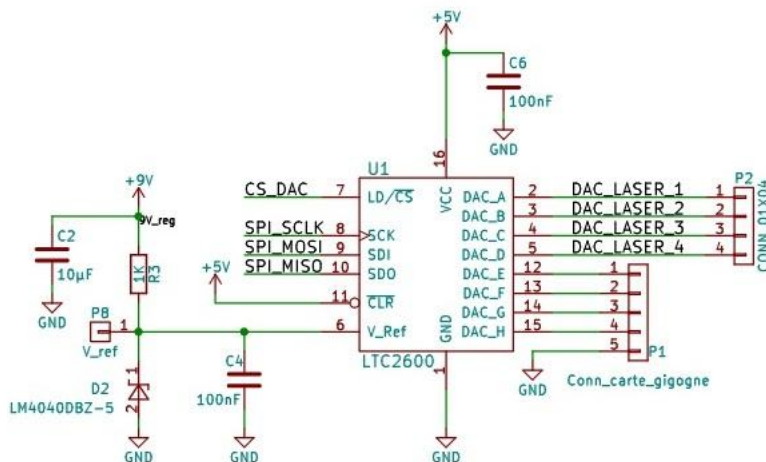 +5V
C6
100nF
GND
U1
16
VCC
P2
CS_DAC
7
LD/CS
DAC_A
2
DAC_LASER_1
1
DAC_B
3
DAC_LASER_2
2
SPI_SCLK
8
SCK
DAC_C
4
DAC_LASER_3
3
SPI_MOSI
9
SDI
DAC_D
5
DAC_LASER_4
4
CONN_01X04
SPI_MISO
10
SDO
DAC_E
12
1
DAC_F
13
2
+5V
11
CLR
DAC_G
14
3
6
V_Ref
DAC_H
15
4
GND
5
P1
LTC2600
1
GND
Conn_carte_gigogne
GND
+9V
9V_reg
C2
10µF
GND
1K
R3
P8
1
V_ref
C4
100nF
GND
D2
1
LM4040DBZ-5
2
GND